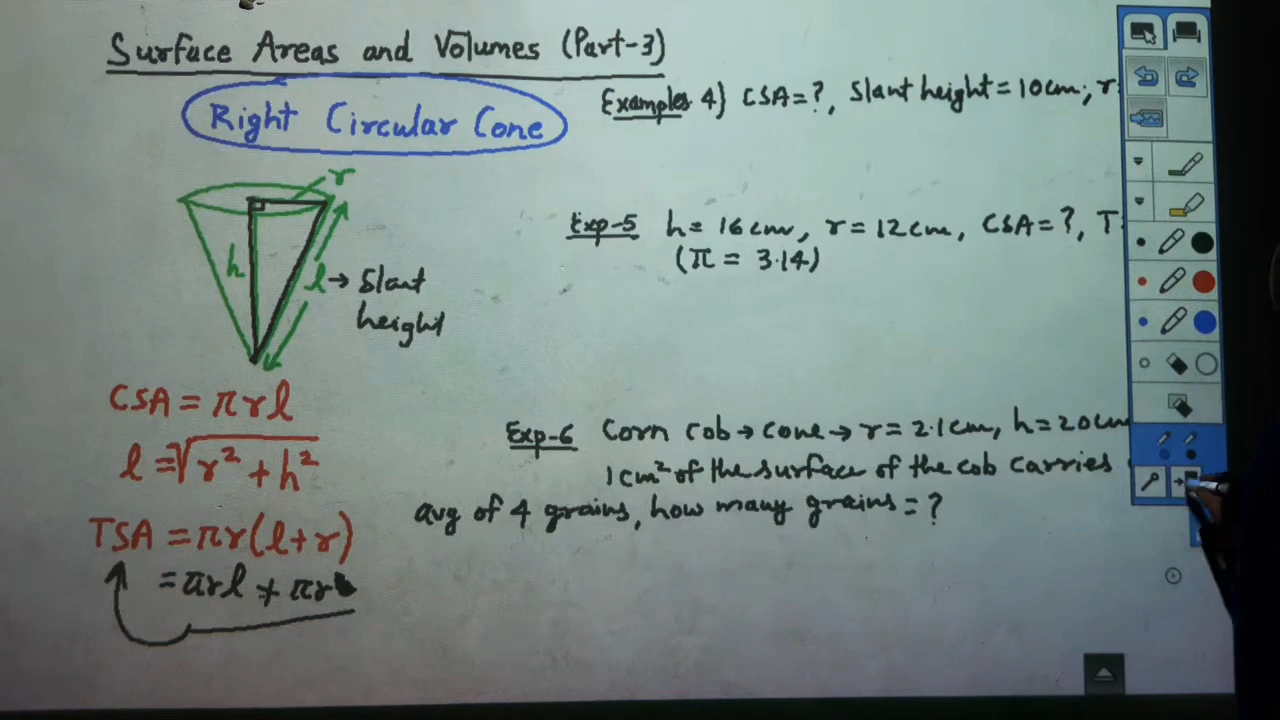 Surface Areas and Volumes (Part-3)
Right Circular Cone
Examples 4) CSA=?, Slant height=10cm; r
r
h
l → Slant
height
Exp-5 h=16cm, r=12cm, CSA=?, T
(π = 3.14)
CSA = πrl
l = √r² + h²
TSA = πr(l+r)
= πrl + πr
Exp-6 Corn cob→cone→r=2.1cm, h=20cm
1cm² of the surface of the cob carries
avg of 4 grains, how many grains=?